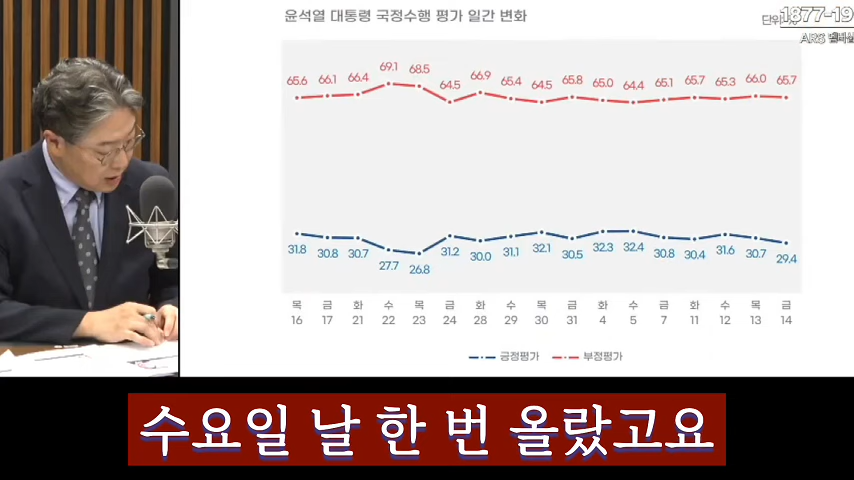 윤석열 대통령 국정수행 평가 일간 변화
1877-19
ARS
65.6 66.1 66.4 69.1 68.5 64.5 66.9 65.4 64.5 65.8 65.0 64.4 65.1 65.7 65.3 66.0 65.7
31.8 30.8 30.7 27.7 26.8 31.2 30.0 31.1 32.1 30.5 32.3 32.4 30.8 30.4 31.6 30.7 29.4
목 금 화 수 목 금 화 수 목 금 화 수 금 화 수 목 금
16 17 21 22 23 24 28 29 30 31 4 5 7 11 12 13 14
긍정평가 부정평가
수요일 날 한 번 올랐고요